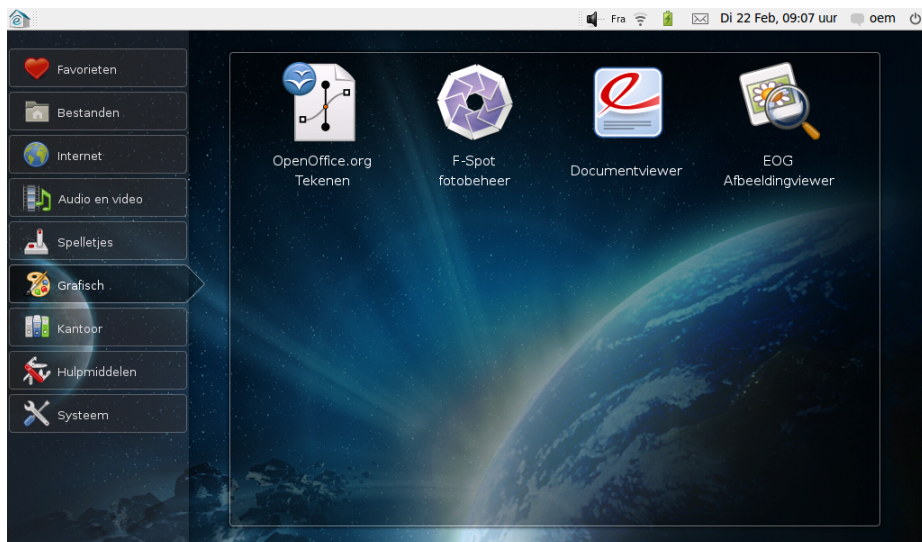 Fra
Di 22 Feb, 09:07 uur
oem
Favorieten
Bestanden
Internet
Audio en video
Spelletjes
Grafisch
Kantoor
Hulpmiddelen
Systeem
OpenOffice.org
Tekenen
F-Spot
fotobeheer
Documentviewer
EOG
Afbeeldingviewer